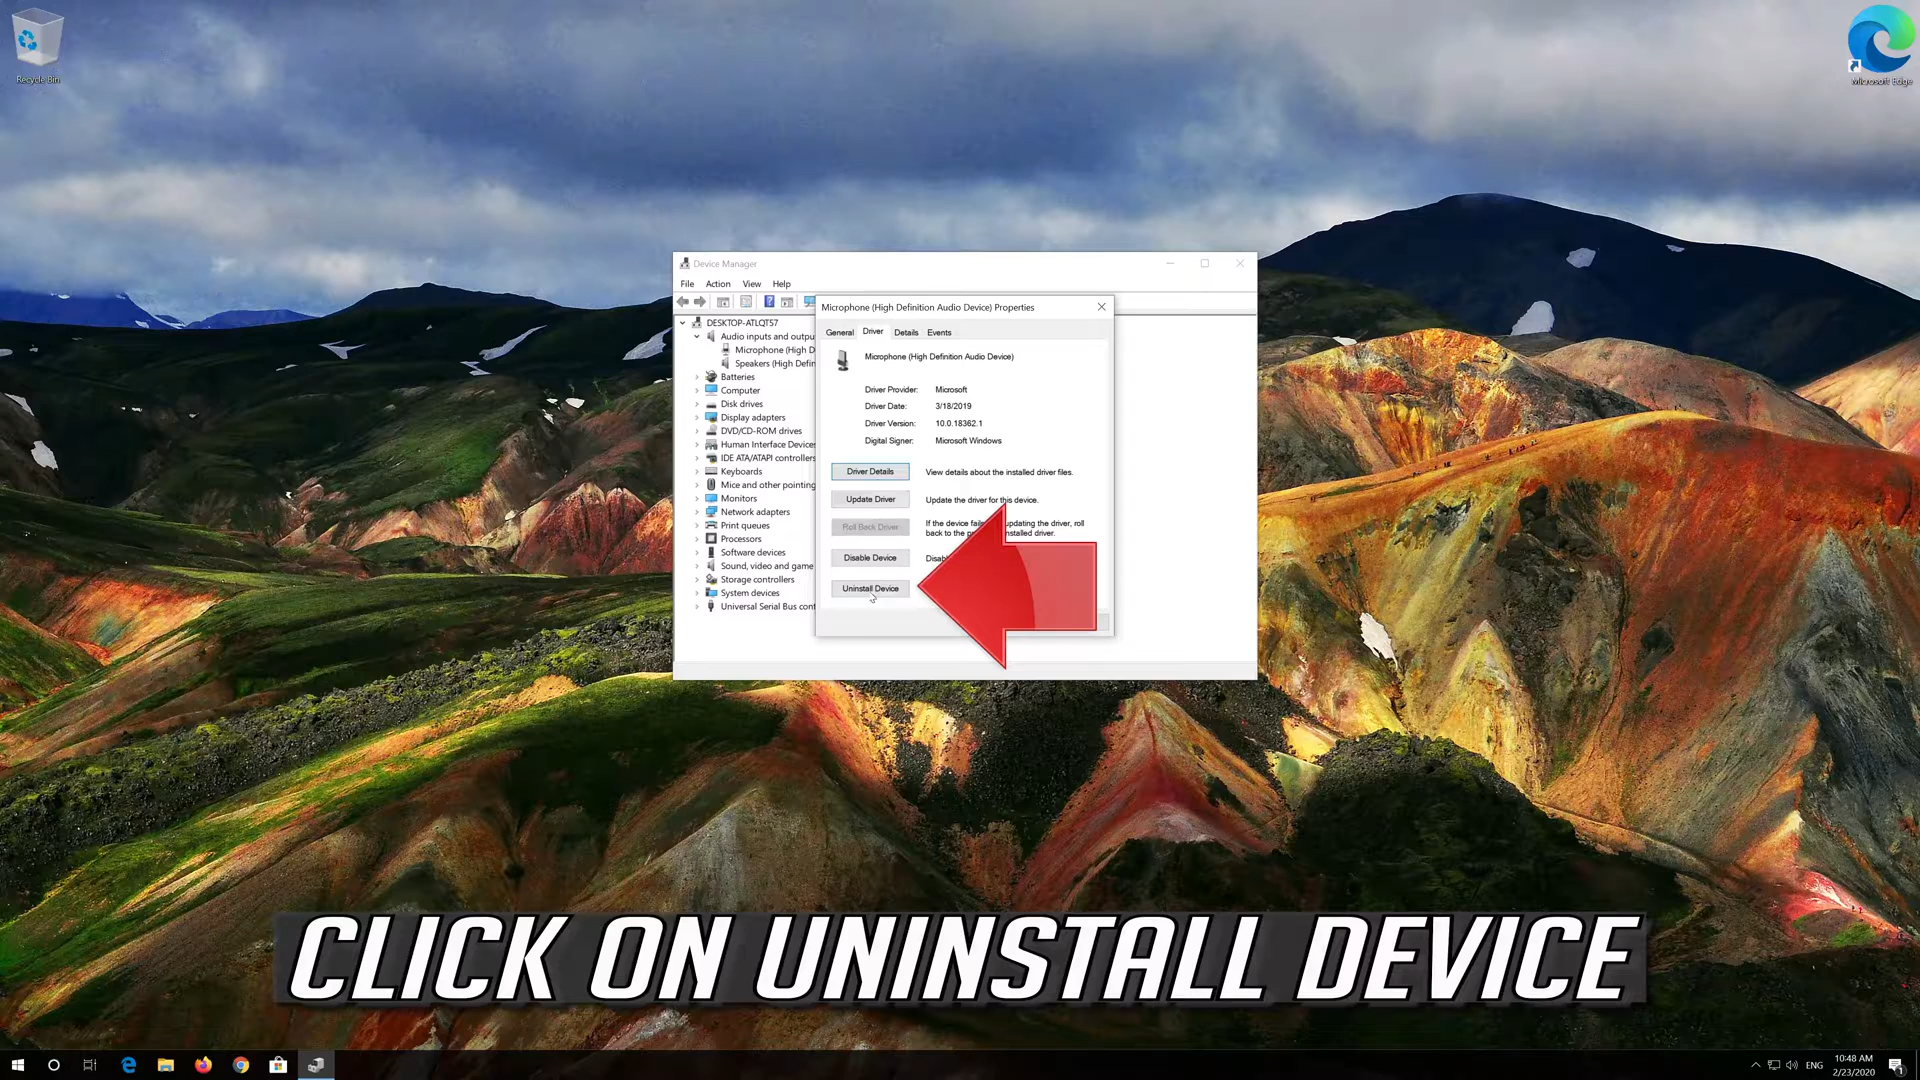 Recycle Bin
Microsoft Edge
Device Manager
File Action View Help
DESKTOP-ATLQT57
Audio inputs and outpu
Microphone (High D
Speakers (High Defin
Batteries
Computer
Disk drives
Display adapters
DVD/CD-ROM drives
Human Interface Devices
IDE ATA/ATAPI controllers
Keyboards
Mice and other pointing
Monitors
Network adapters
Print queues
Processors
Software devices
Sound, video and game
Storage controllers
System devices
Universal Serial Bus cont
Microphone (High Definition Audio Device) Properties
General Driver Details Events
Microphone (High Definition Audio Device)
Driver Provider: Microsoft
Driver Date: 3/18/2019
Driver Version: 10.0.18362.1
Digital Signer: Microsoft Windows
Driver Details View details about the installed driver files.
Update Driver Update the driver for this device.
Roll Back Driver If the device fails updating the driver, roll
back to the installed driver.
Disable Device
Uninstall Device
CLICK ON UNINSTALL DEVICE
ENG
10:48 AM
2/23/2020
1